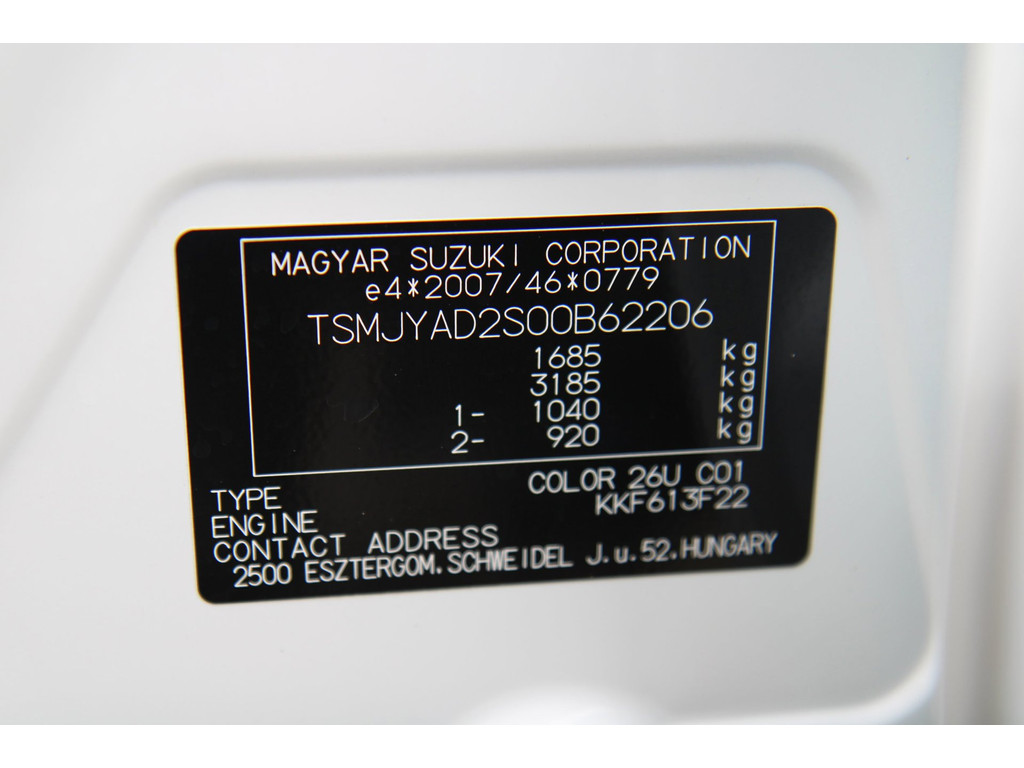 MAGYAR SUZUKI CORPORATION
e4*2007/46*0779
TSMJYAD2S00B62206
1685 kg
3185 kg
1- 1040 kg
2- 920 kg
TYPE COLOR 26U C01
ENGINE KKF613F22
CONTACT ADDRESS
2500 ESZTERGOM.SCHWEIDEL J.u.52.HUNGARY